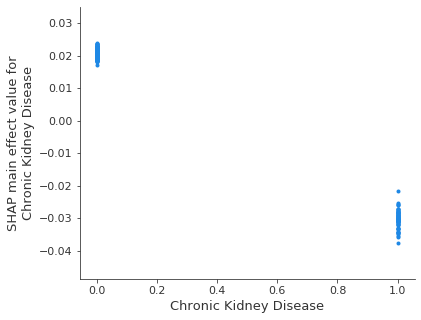 0.03
0.02
0.01
0.00
−0.01
−0.02
−0.03
−0.04
SHAP main effect value for
Chronic Kidney Disease
0.0 0.2 0.4 0.6 0.8 1.0
Chronic Kidney Disease